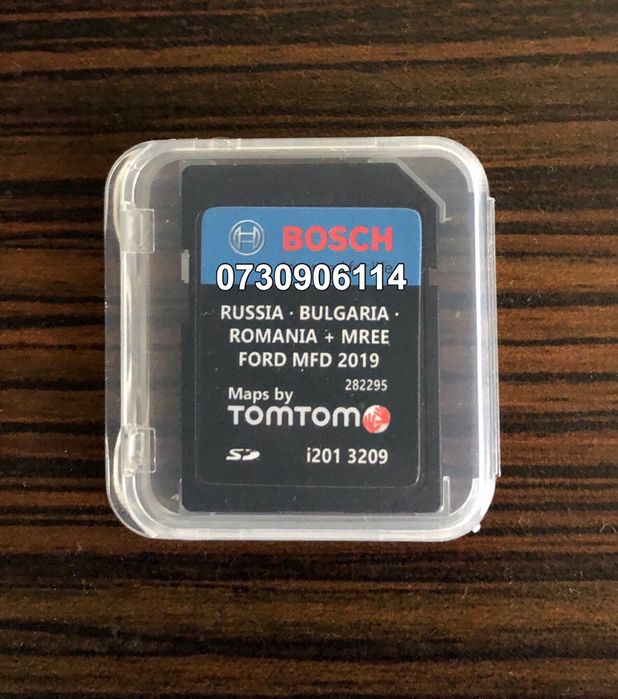 BOSCH
0730906114
RUSSIA · BULGARIA ·
ROMANIA + MREE
FORD MFD 2019
282295
Maps by
TOMTOM
SD
i201 3209